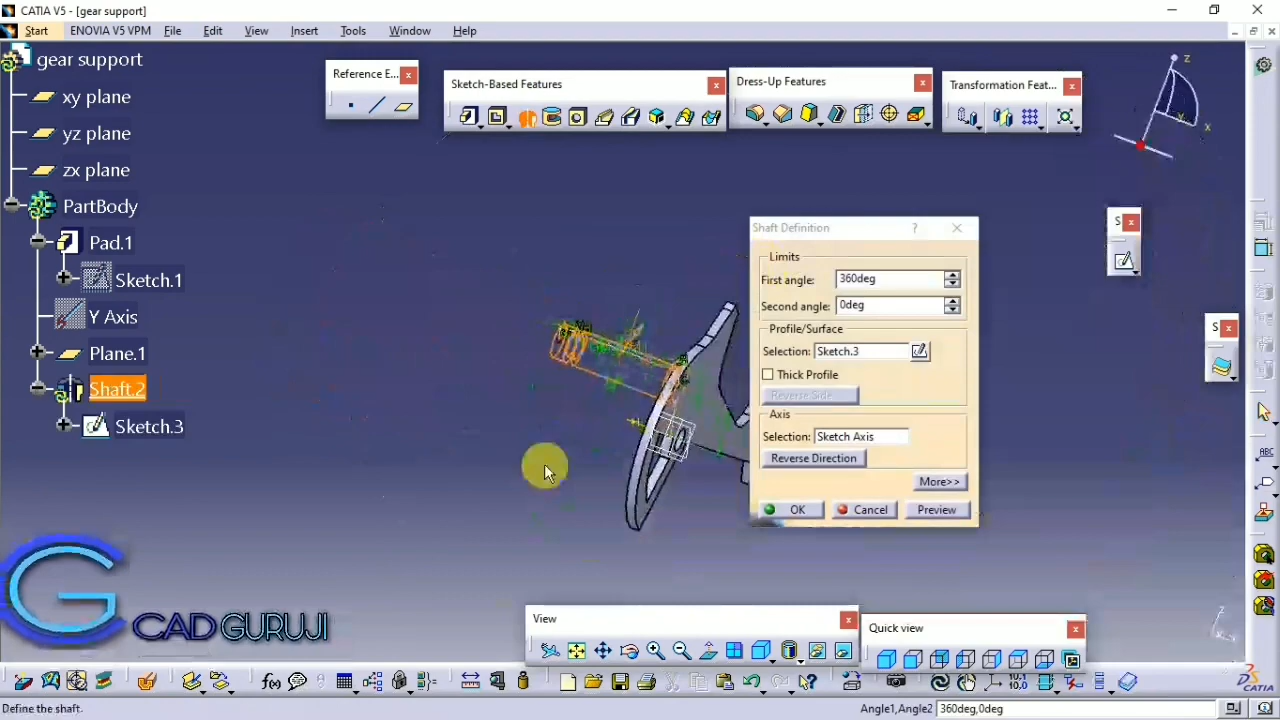 CATIA V5 - [gear support]
Start ENOVIA V5 VPM File Edit View Insert Tools Window Help
gear support
xy plane
yz plane
zx plane
PartBody
Pad.1
Sketch.1
Y Axis
Plane.1
Shaft.2
Sketch.3
Reference E... x
Sketch-Based Features x
Dress-Up Features x
Transformation Feat... x
z
x
S x
S x
Shaft Definition ?
Limits
First angle: 360deg
Second angle: 0deg
Profile/Surface
Selection: Sketch.3
Thick Profile
Reverse Side
Axis
Selection: Sketch Axis
Reverse Direction
More>>
OK Cancel Preview
G CAD GURUJI
View x
Quick view x
ABC
f(x)
CATIA
Define the shaft. Angle1,Angle2 360deg,0deg